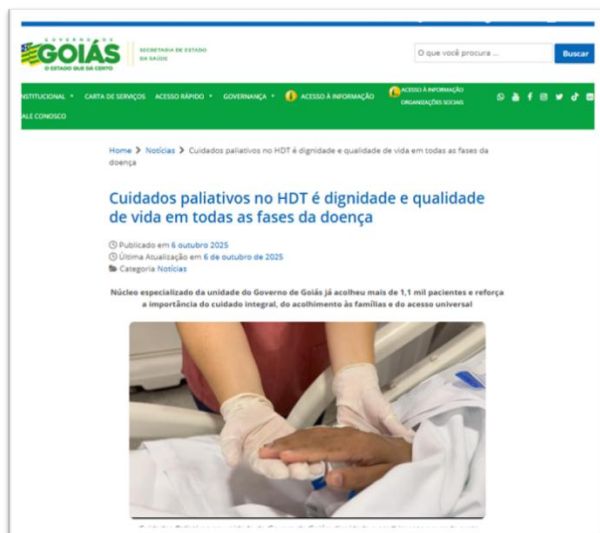 GOVERNO DE
GOIÁS
O ESTADO QUE DÁ CERTO
SECRETARIA DE ESTADO
DA SAÚDE
O que você procura ...
Buscar
NSTITUCIONAL
CARTA DE SERVIÇOS
ACESSO RÁPIDO
GOVERNANÇA
ACESSO À INFORMAÇÃO
ACESSO À INFORMAÇÃO
ORGANIZAÇÕES SOCIAIS
ALE CONOSCO
Home > Notícias > Cuidados paliativos no HDT é dignidade e qualidade de vida em todas as fases da
doença
Cuidados paliativos no HDT é dignidade e qualidade
de vida em todas as fases da doença
Publicado em 6 outubro 2025
Última Atualização em 6 de outubro de 2025
Categoria Notícias
Núcleo especializado da unidade do Governo de Goiás já acolheu mais de 1,1 mil pacientes e reforça
a importância do cuidado integral, do acolhimento às famílias e do acesso universal